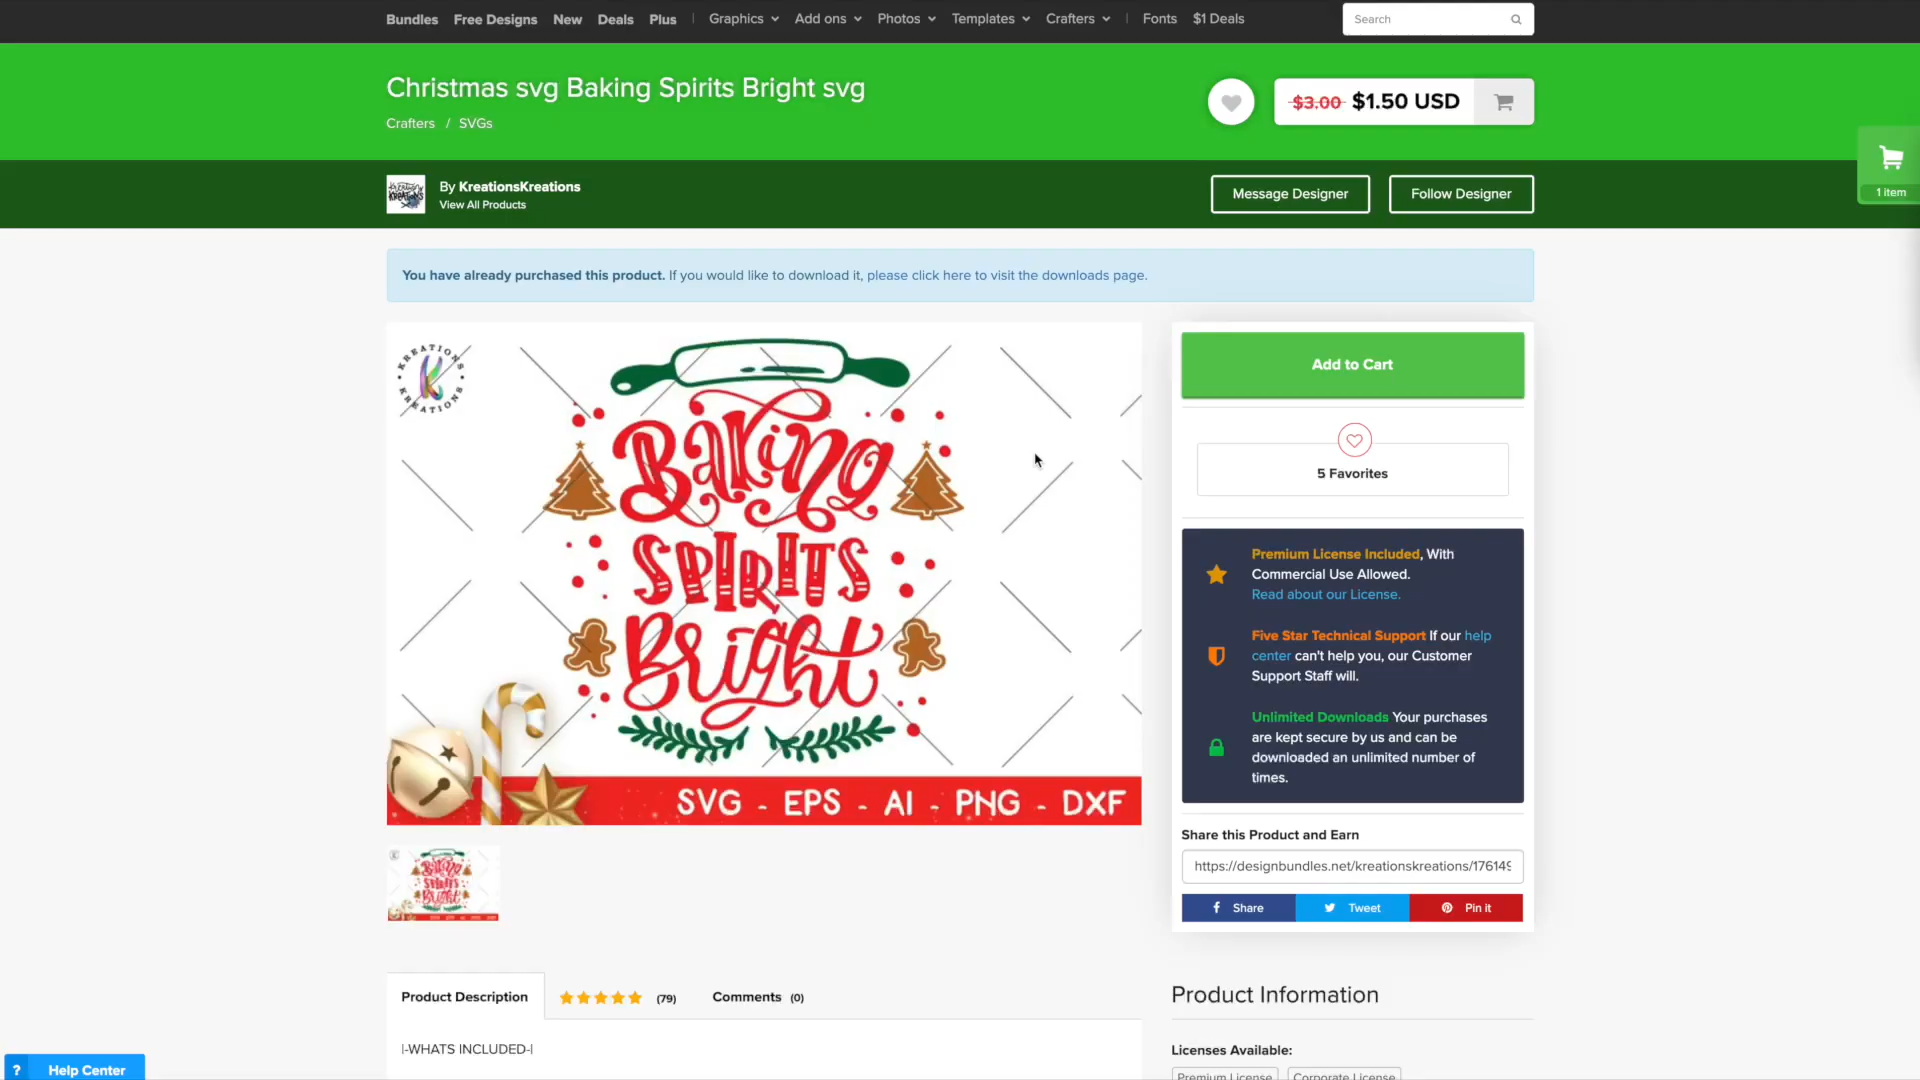 Bundles Free Designs New Deals Plus | Graphics Add ons Photos Templates Crafters | Fonts $1 Deals Search
Christmas svg Baking Spirits Bright svg
$3.00 $1.50 USD
Crafters / SVGs
1 item
By KreationsKreations
View All Products
Message Designer Follow Designer
You have already purchased this product. If you would like to download it, please click here to visit the downloads page.
KREATIONS
K
KREATIONS
Baking
SPIRITS
Bright
SVG - EPS - AI - PNG - DXF
Add to Cart
5 Favorites
Premium License Included, With
Commercial Use Allowed.
Read about our License.
Five Star Technical Support If our help
center can't help you, our Customer
Support Staff will.
Unlimited Downloads Your purchases
are kept secure by us and can be
downloaded an unlimited number of
times.
Share this Product and Earn
https://designbundles.net/kreationskreations/176149
Share Tweet Pin it
BAKING
SPIRITS
Bright
Product Description (79) Comments (0)
|-WHATS INCLUDED-|
Product Information
Licenses Available:
Premium License Corporate License
? Help Center